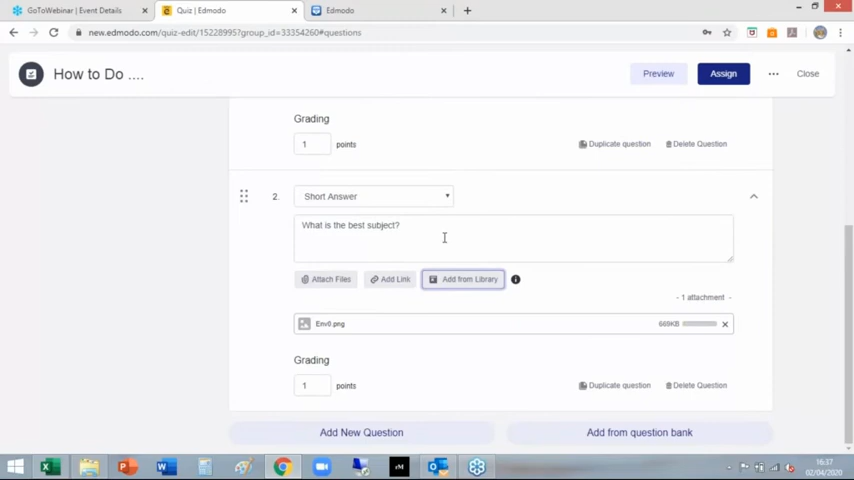 GoToWebinar | Event Details
Quiz | Edmodo
Edmodo
new.edmodo.com/quiz-edit/15228995?group_id=33354260#questions
How to Do ....
Preview
Assign
Close
Grading
1 points
Duplicate question
Delete Question
2.
Short Answer
What is the best subject?
Attach Files
Add Link
Add from Library
- 1 attachment -
Env0.png
669KB
Grading
1 points
Duplicate question
Delete Question
Add New Question
Add from question bank
rM
16:37
02/04/2020